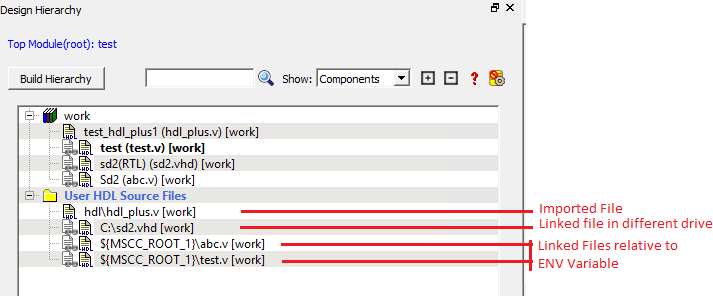 Design Hierarchy
Top Module(root): test
Build Hierarchy
Show: Components
work
test_hdl_plus1 (hdl_plus.v) [work]
test (test.v) [work]
sd2(RTL) (sd2.vhd) [work]
Sd2 (abc.v) [work]
User HDL Source Files
hdl\hdl_plus.v [work]
Imported File
C:\sd2.vhd [work]
Linked file in different drive
${MSCC_ROOT_1}\abc.v [work]
Linked Files relative to
${MSCC_ROOT_1}\test.v [work]
ENV Variable